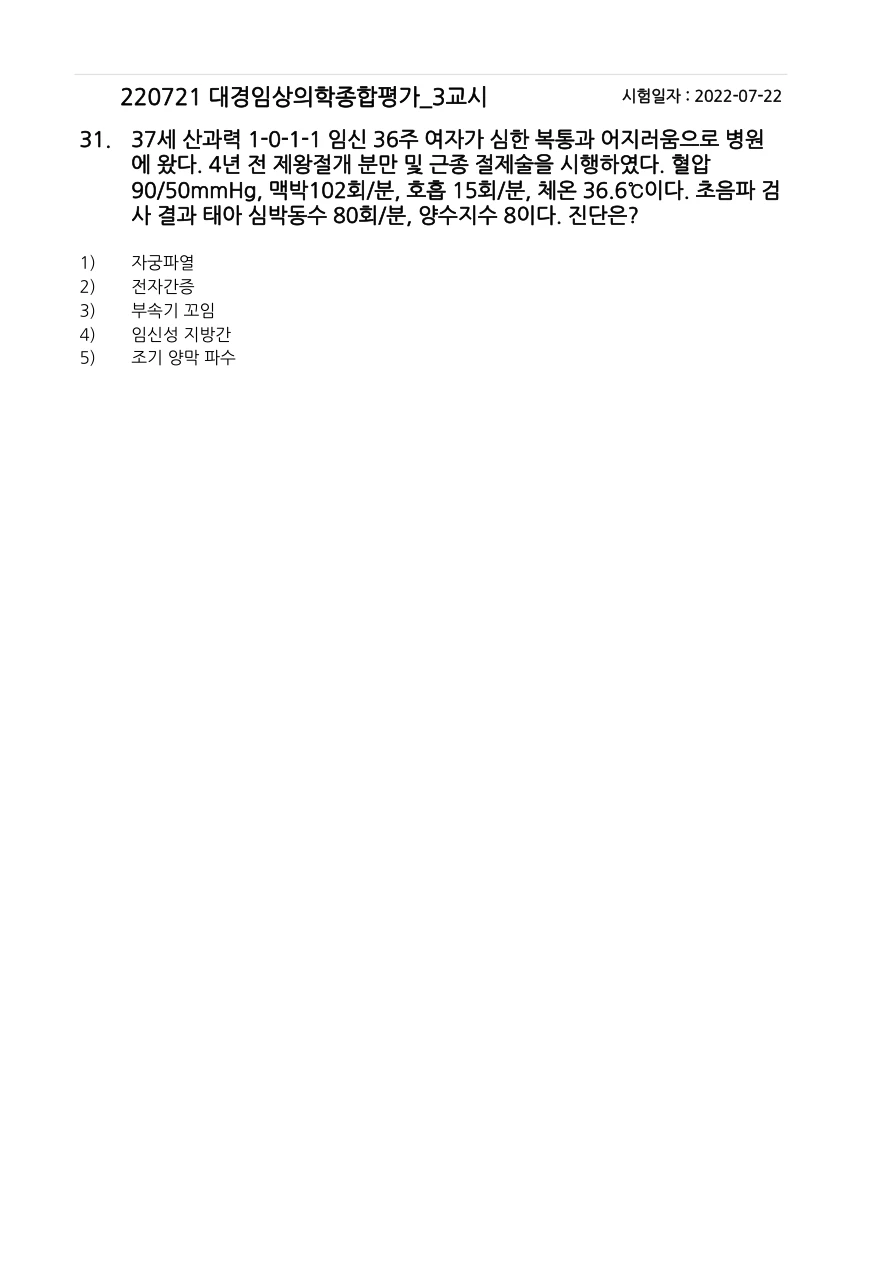 220721 대경임상의학종합평가_3교시
시험일자 : 2022-07-22
31. 37세 산과력 1-0-1-1 임신 36주 여자가 심한 복통과 어지러움으로 병원
에 왔다. 4년 전 제왕절개 분만 및 근종 절제술을 시행하였다. 혈압
90/50mmHg, 맥박102회/분, 호흡 15회/분, 체온 36.6℃이다. 초음파 검
사 결과 태아 심박동수 80회/분, 양수지수 8이다. 진단은?
1) 자궁파열
2) 전자간증
3) 부속기 꼬임
4) 임신성 지방간
5) 조기 양막 파수